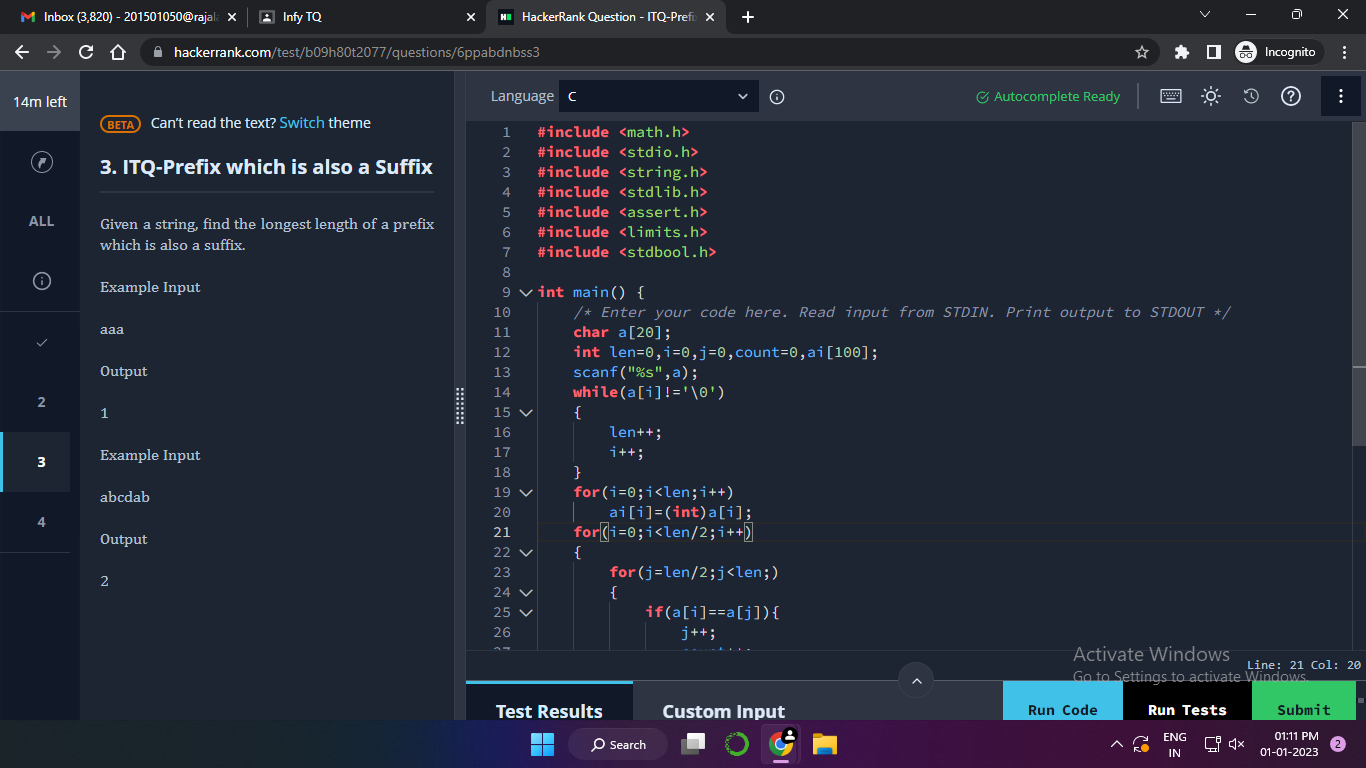 Inbox (3,820) - 201501050@rajal
Infy TQ
HackerRank Question - ITQ-Prefi
hackerrank.com/test/b09h80t2077/questions/6ppabdnbss3
Incognito
14m left
ALL
2
3
4
BETA Can't read the text? Switch theme
3. ITQ-Prefix which is also a Suffix
Given a string, find the longest length of a prefix
which is also a suffix.
Example Input
aaa
Output
1
Example Input
abcdab
Output
2
Language C
Autocomplete Ready
1 #include <math.h>
2 #include <stdio.h>
3 #include <string.h>
4 #include <stdlib.h>
5 #include <assert.h>
6 #include <limits.h>
7 #include <stdbool.h>
8
9 int main() {
10 /* Enter your code here. Read input from STDIN. Print output to STDOUT */
11 char a[20];
12 int len=0,i=0,j=0,count=0,ai[100];
13 scanf("%s",a);
14 while(a[i]!='\0')
15 {
16 len++;
17 i++;
18 }
19 for(i=0;i<len;i++)
20 ai[i]=(int)a[i];
21 for(i=0;i<len/2;i++)
22 {
23 for(j=len/2;j<len;)
24 {
25 if(a[i]==a[j]){
26 j++;
Activate Windows
Go to Settings to activate Windows.
Line: 21 Col: 20
Test Results
Custom Input
Run Code
Run Tests
Submit
Search
ENG
IN
01:11 PM
01-01-2023
2